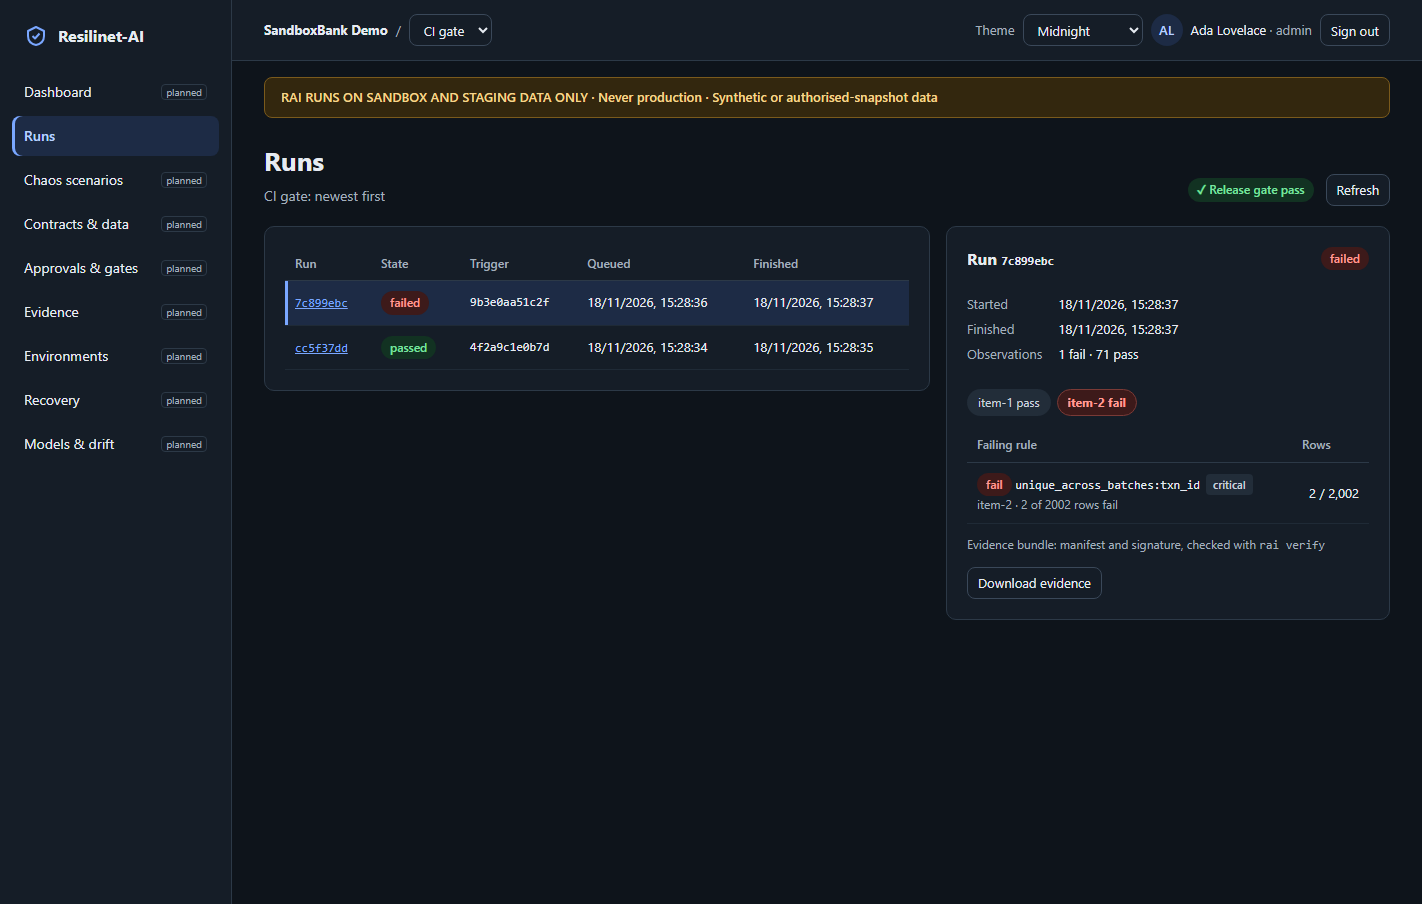 Resilinet-AI
SandboxBank Demo / CI gate
Theme Midnight AL Ada Lovelace · admin Sign out
Dashboard planned
Runs
Chaos scenarios planned
Contracts & data planned
Approvals & gates planned
Evidence planned
Environments planned
Recovery planned
Models & drift planned
RAI RUNS ON SANDBOX AND STAGING DATA ONLY · Never production · Synthetic or authorised-snapshot data
Runs
CI gate: newest first
✓ Release gate pass Refresh
Run State Trigger Queued Finished
7c899ebc failed 9b3e0aa51c2f 18/11/2026, 15:28:36 18/11/2026, 15:28:37
cc5f37dd passed 4f2a9c1e0b7d 18/11/2026, 15:28:34 18/11/2026, 15:28:35
Run 7c899ebc failed
Started 18/11/2026, 15:28:37
Finished 18/11/2026, 15:28:37
Observations 1 fail · 71 pass
item-1 pass item-2 fail
Failing rule Rows
fail unique_across_batches:txn_id critical 2 / 2,002
item-2 · 2 of 2002 rows fail
Evidence bundle: manifest and signature, checked with rai verify
Download evidence